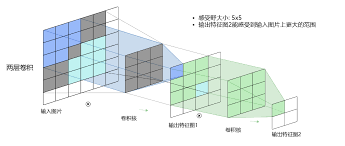 • 感受野大小: 5x5
• 输出特征图2能感受到输入图片上更大的范围
两层卷积
输入图片
卷积核
输出特征图1
卷积核
输出特征图2